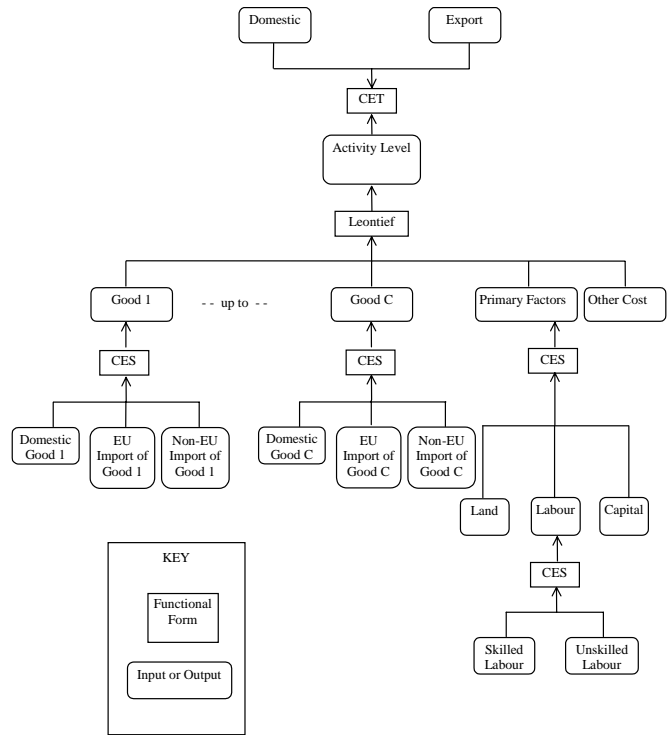 Domestic
Export
CET
Activity Level
Leontief
Good 1
- - up to - -
Good C
Primary Factors
Other Cost
CES
CES
CES
Domestic
Good 1
EU
Import of
Good 1
Non-EU
Import of
Good 1
Domestic
Good C
EU
Import of
Good C
Non-EU
Import of
Good C
Land
Labour
Capital
CES
Skilled
Labour
Unskilled
Labour
KEY
Functional
Form
Input or Output